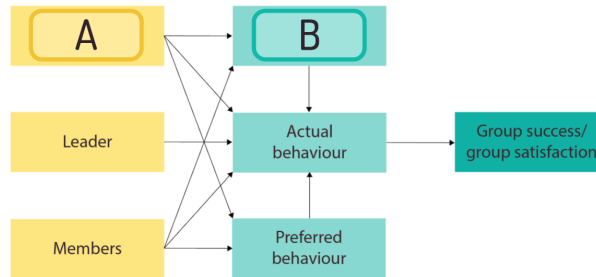 A
B
Leader
Actual
behaviour
Group success/
group satisfaction
Members
Preferred
behaviour